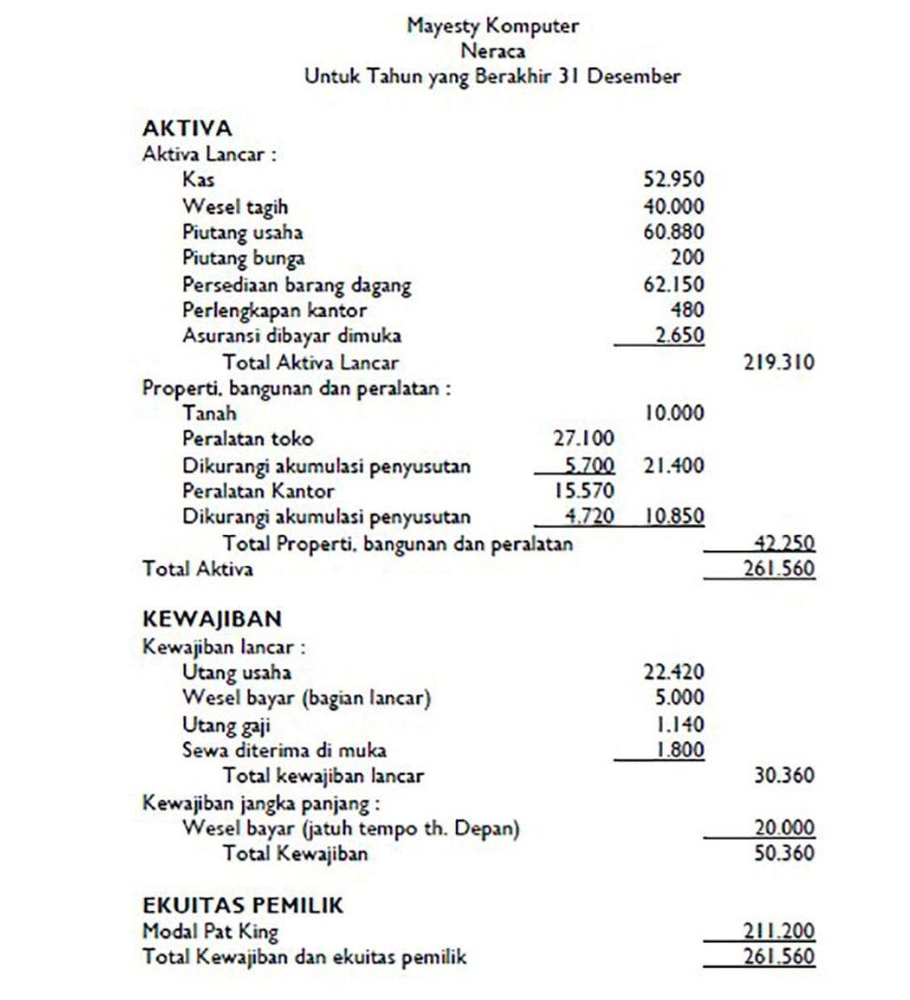 Mayesty Komputer
Neraca
Untuk Tahun yang Berakhir 31 Desember
AKTIVA
Aktiva Lancar :
Kas 52.950
Wesel tagih 40.000
Piutang usaha 60.880
Piutang bunga 200
Persediaan barang dagang 62.150
Perlengkapan kantor 480
Asuransi dibayar dimuka 2.650
Total Aktiva Lancar 219.310
Properti, bangunan dan peralatan :
Tanah 10.000
Peralatan toko 27.100
Dikurangi akumulasi penyusutan 5.700 21.400
Peralatan Kantor 15.570
Dikurangi akumulasi penyusutan 4.720 10.850
Total Properti, bangunan dan peralatan 42.250
Total Aktiva 261.560
KEWAJIBAN
Kewajiban lancar :
Utang usaha 22.420
Wesel bayar (bagian lancar) 5.000
Utang gaji 1.140
Sewa diterima di muka 1.800
Total kewajiban lancar 30.360
Kewajiban jangka panjang :
Wesel bayar (jatuh tempo th. Depan) 20.000
Total Kewajiban 50.360
EKUITAS PEMILIK
Modal Pat King 211.200
Total Kewajiban dan ekuitas pemilik 261.560